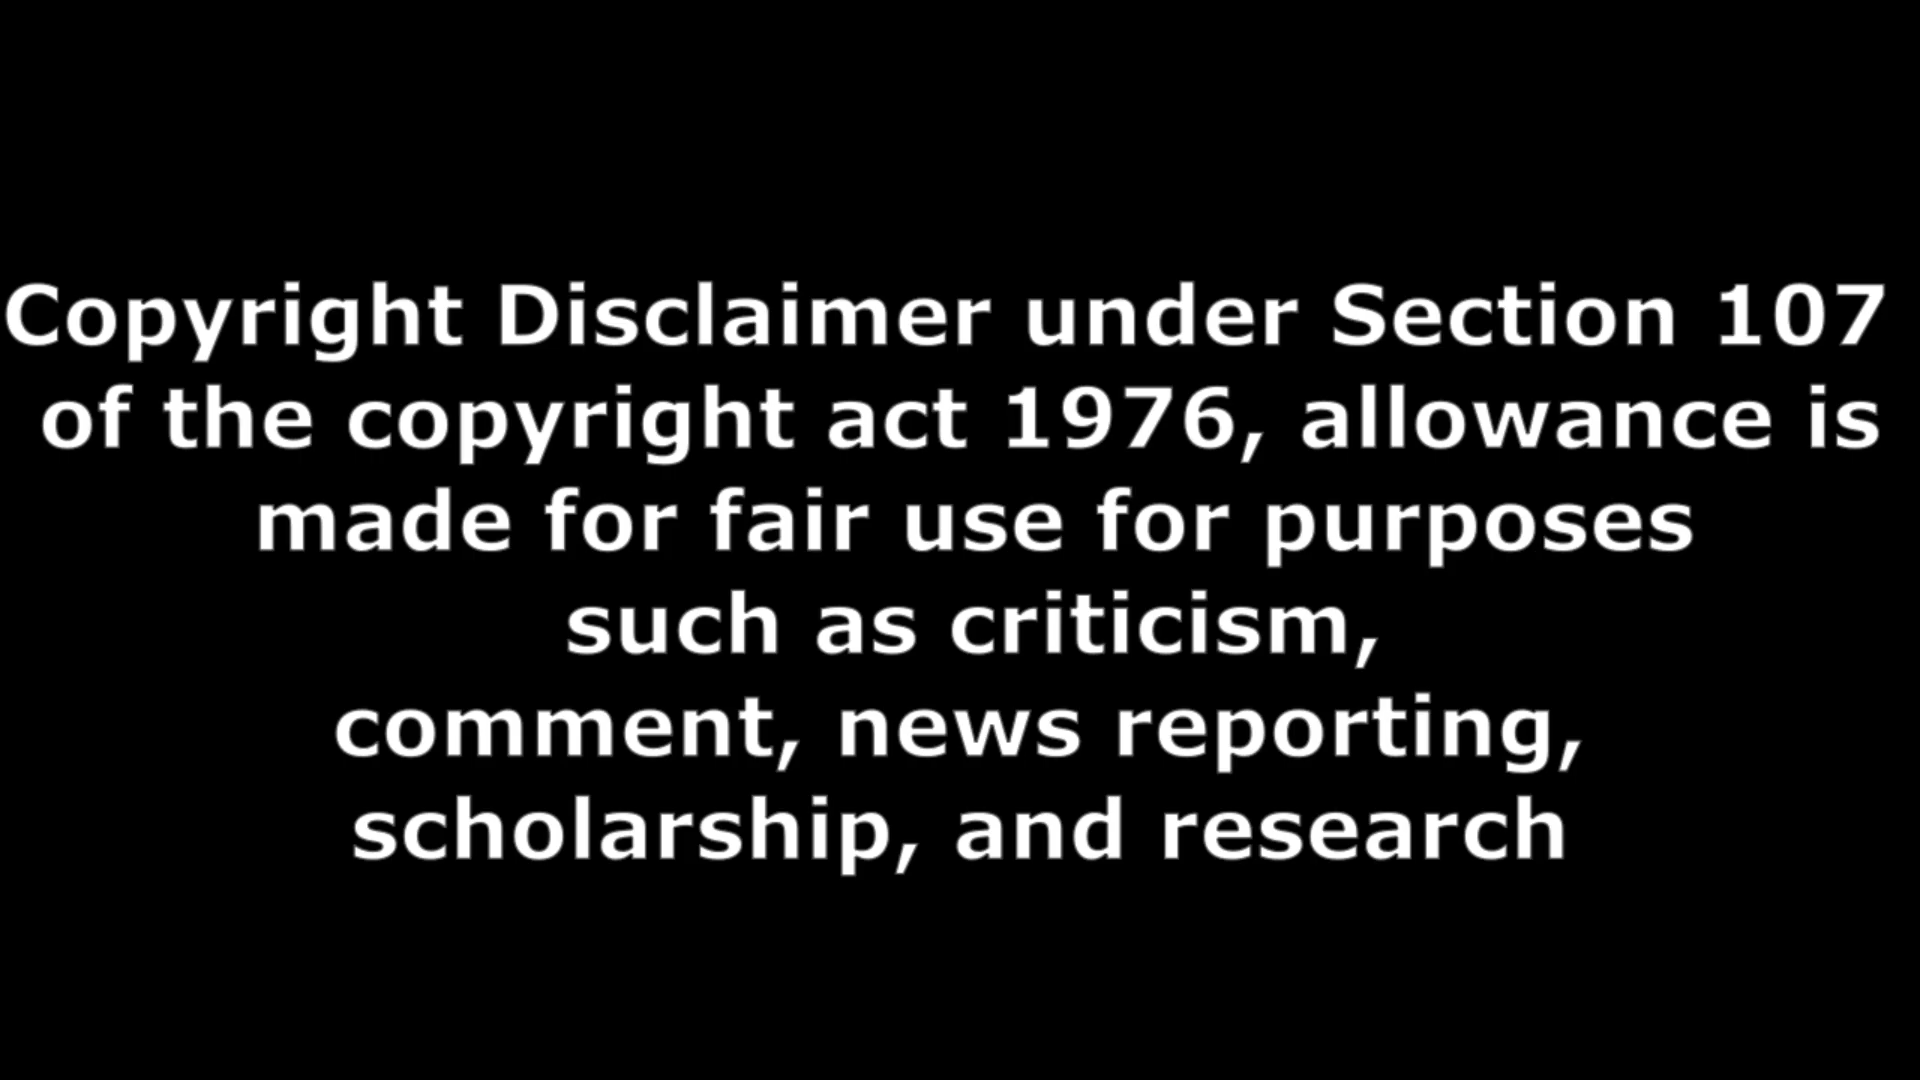 Copyright Disclaimer under Section 107
of the copyright act 1976, allowance is
made for fair use for purposes
such as criticism,
comment, news reporting,
scholarship, and research